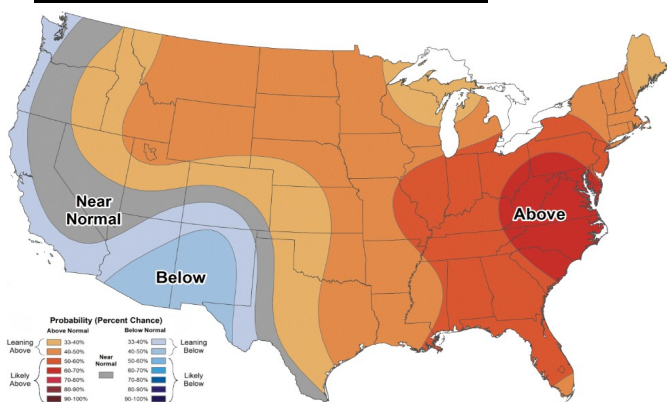 Near
Normal
Above
Below
Probability (Percent Chance)
Above Normal
Below Normal
Leaning
Above
33-40%
40-50%
Likely
Above
50-60%
60-70%
70-80%
80-90%
90-100%
Near
Normal
33-40%
40-50%
Leaning
Below
50-60%
60-70%
70-80%
80-90%
90-100%
Likely
Below